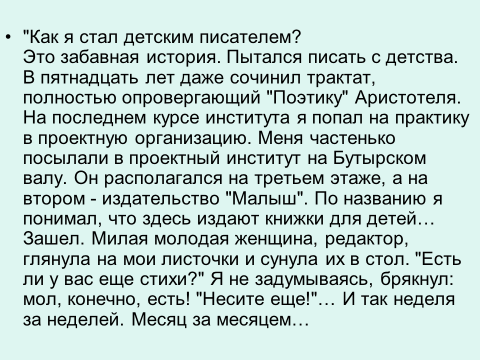 • "Как я стал детским писателем?
Это забавная история. Пытался писать с детства.
В пятнадцать лет даже сочинил трактат,
полностью опровергающий "Поэтику" Аристотеля.
На последнем курсе института я попал на практику
в проектную организацию. Меня частенько
посылали в проектный институт на Бутырском
валу. Он располагался на третьем этаже, а на
втором - издательство "Малыш". По названию я
понимал, что здесь издают книжки для детей…
Зашел. Милая молодая женщина, редактор,
глянула на мои листочки и сунула их в стол. "Есть
ли у вас еще стихи?" Я не задумываясь, брякнул:
мол, конечно, есть! "Несите еще!"… И так неделя
за неделей. Месяц за месяцем…